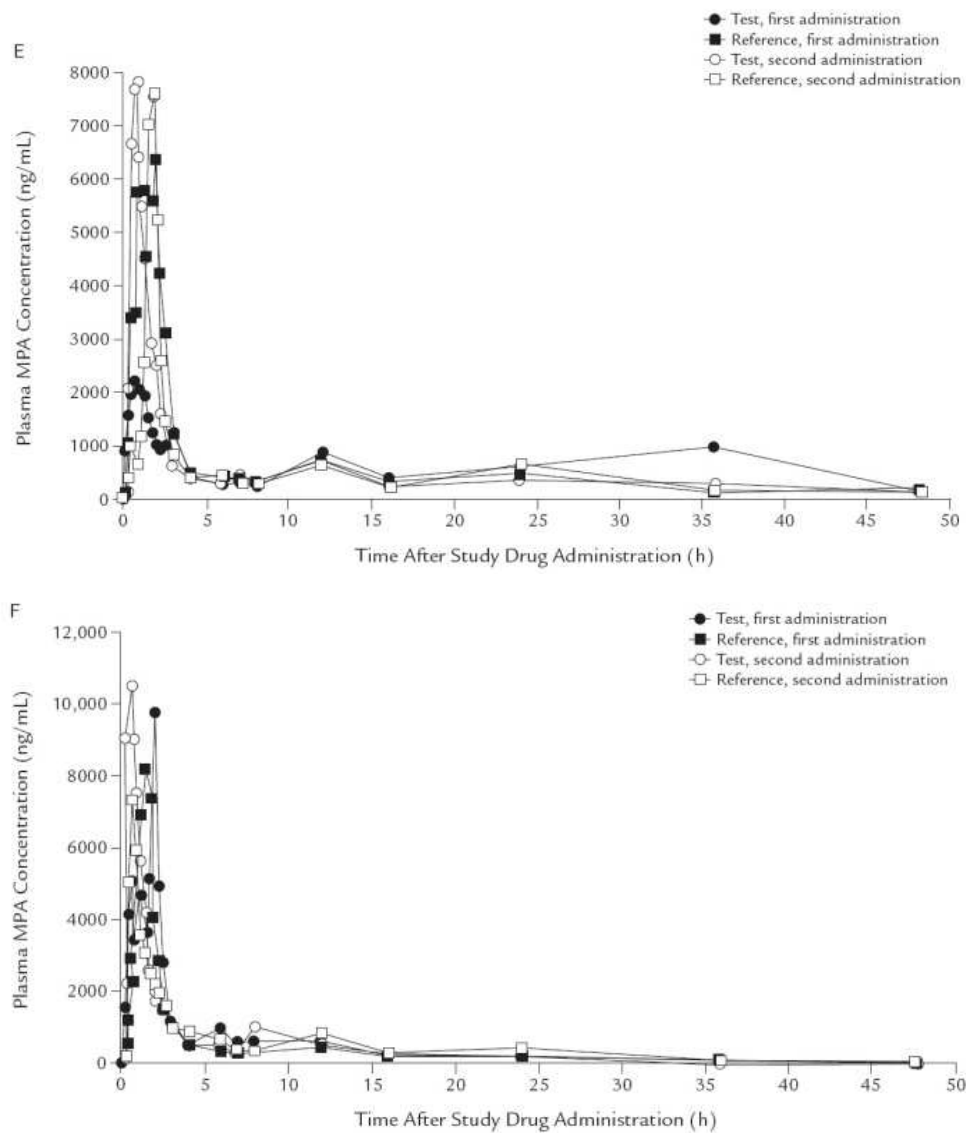 Test, first administration
Reference, first administration
Test, second administration
Reference, second administration
E
8000
7000
6000
5000
4000
3000
2000
1000
0
Plasma MPA Concentration (ng/mL)
0 5 10 15 20 25 30 35 40 45 50
Time After Study Drug Administration (h)
F
Test, first administration
Reference, first administration
Test, second administration
Reference, second administration
12,000
10,000
8000
6000
4000
2000
0
Plasma MPA Concentration (ng/mL)
0 5 10 15 20 25 30 35 40 45 50
Time After Study Drug Administration (h)